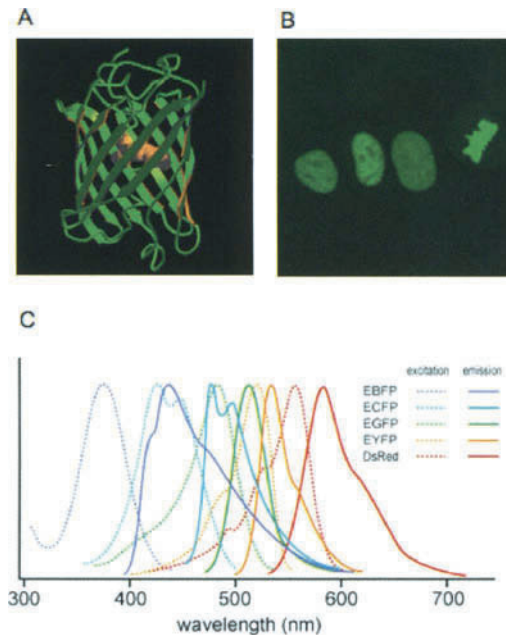 A
B
C
excitation emission
EBFP
ECFP
EGFP
EYFP
DsRed
300 400 500 600 700
wavelength (nm)